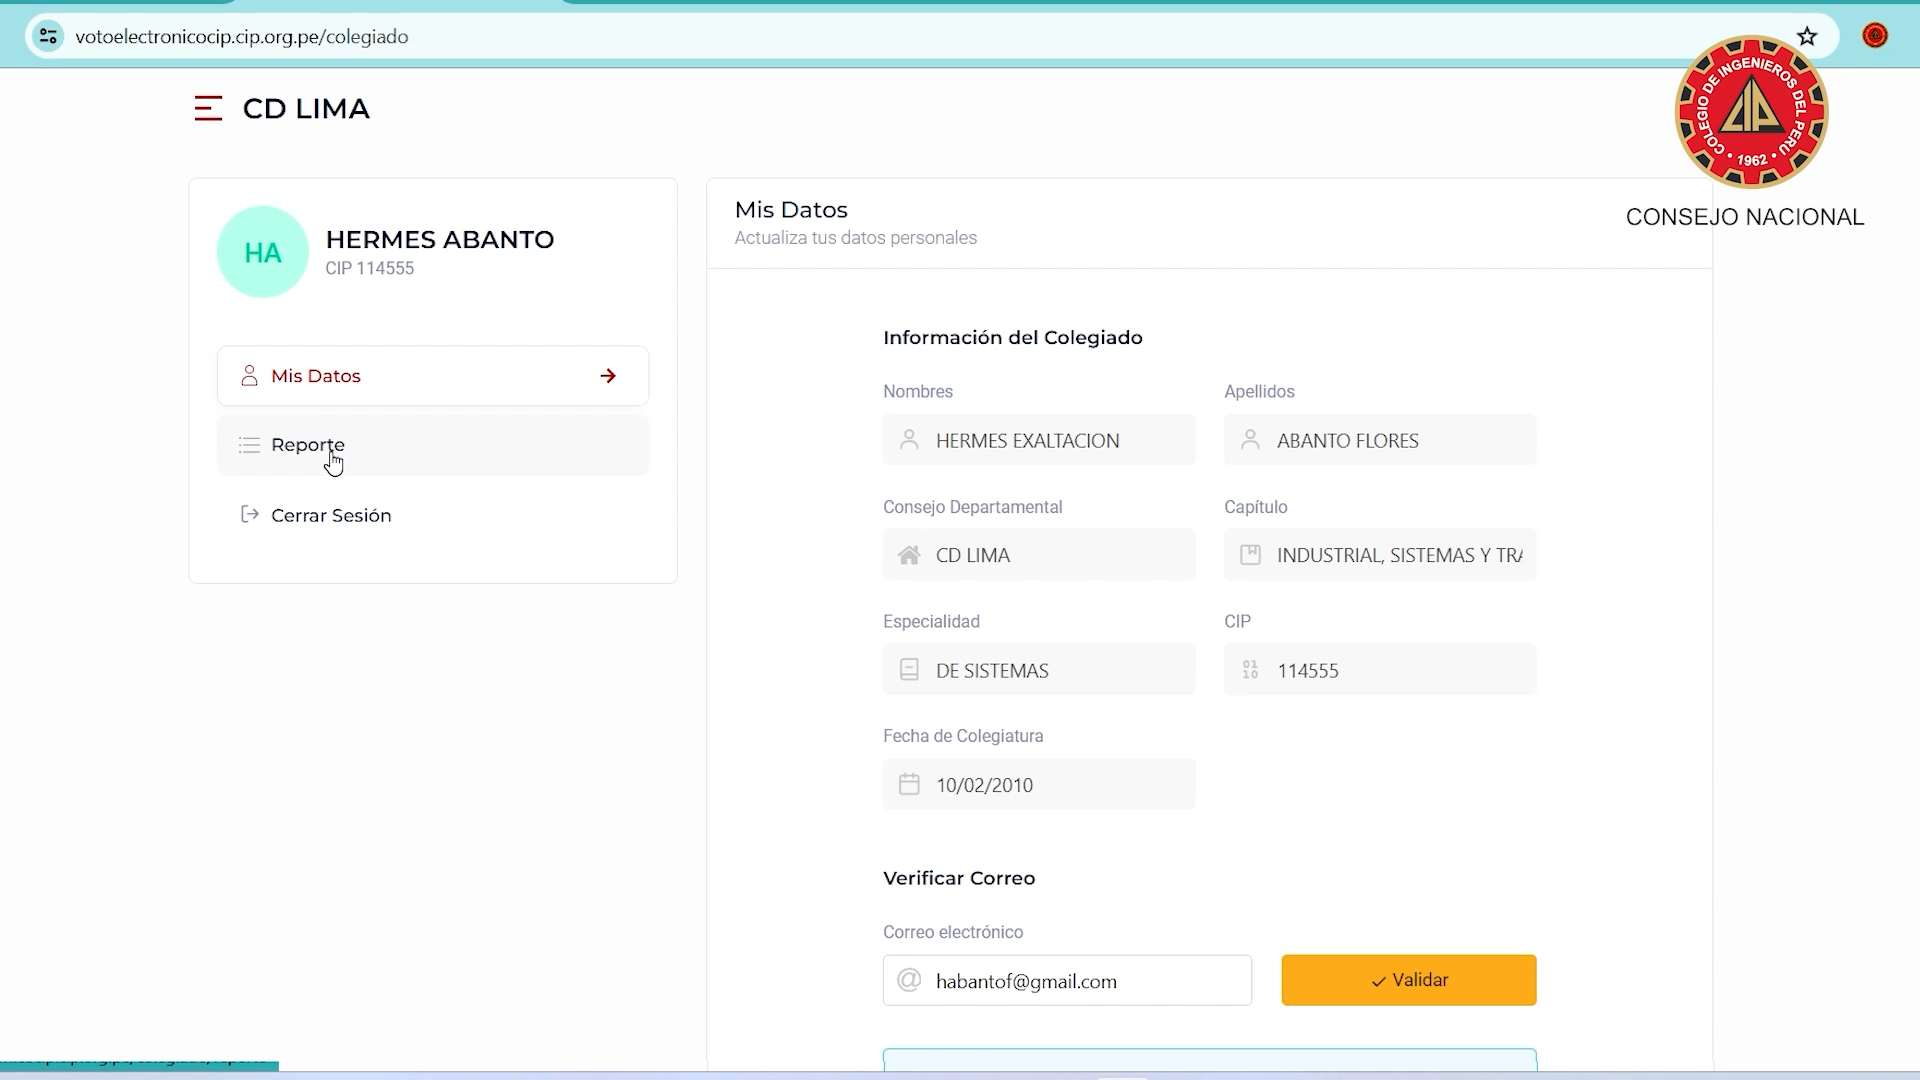 votoelectronicocip.cip.org.pe/colegiado
CD LIMA
COLEGIO DE INGENIEROS DEL PERU
CIP
• 1962 •
CONSEJO NACIONAL
HA
HERMES ABANTO
CIP 114555
Mis Datos
Reporte
Cerrar Sesión
Mis Datos
Actualiza tus datos personales
Información del Colegiado
Nombres
Apellidos
HERMES EXALTACION
ABANTO FLORES
Consejo Departamental
Capítulo
CD LIMA
INDUSTRIAL, SISTEMAS Y TRA
Especialidad
CIP
DE SISTEMAS
114555
Fecha de Colegiatura
10/02/2010
Verificar Correo
Correo electrónico
@ habantof@gmail.com
Validar